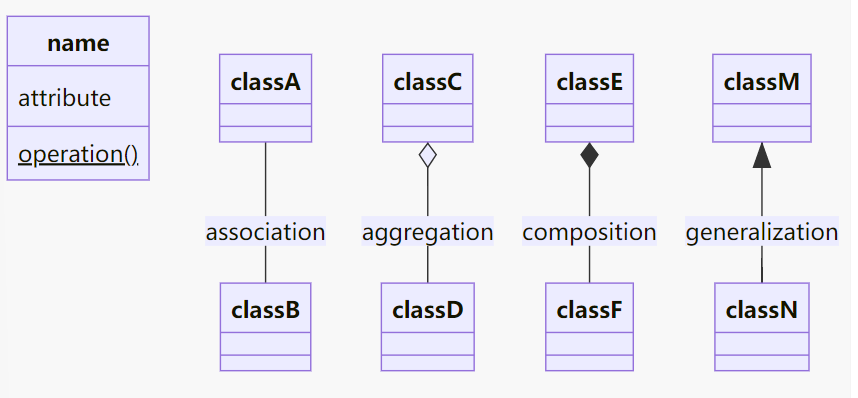 name
attribute
operation()
classA
classC
classE
classM
association
aggregation
composition
generalization
classB
classD
classF
classN